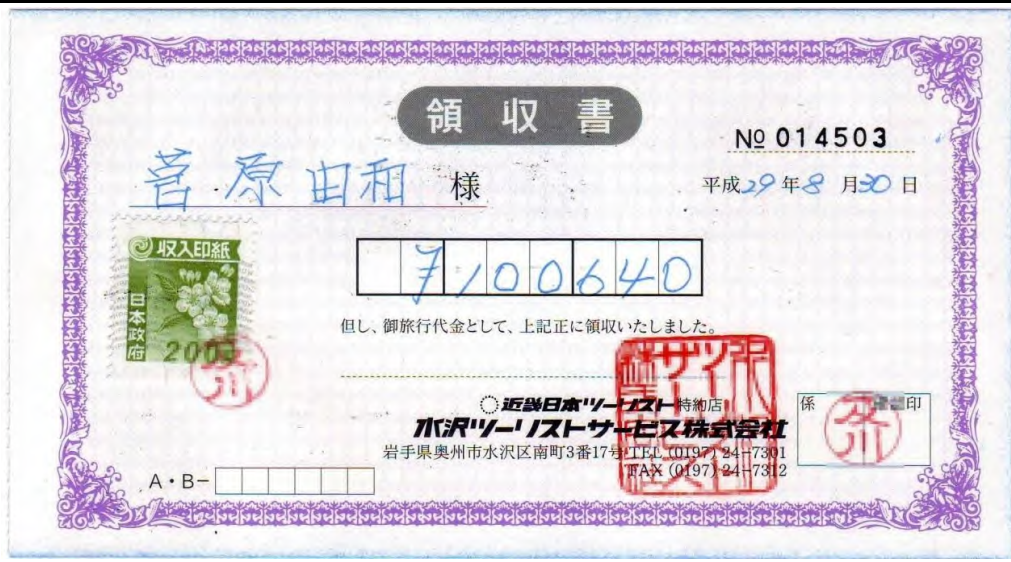 領収書
№ 014503
菅原由和 様
平成29年8月30日
収入印紙
日本政府
200
¥100640
但し、御旅行代金として、上記正に領収いたしました。
近畿日本ツーリスト特約店
水沢ツーリストサービス株式会社
係 印
岩手県奥州市水沢区南町3番17号 TEL (0197) 24-7301
FAX (0197) 24-7312
A・B-